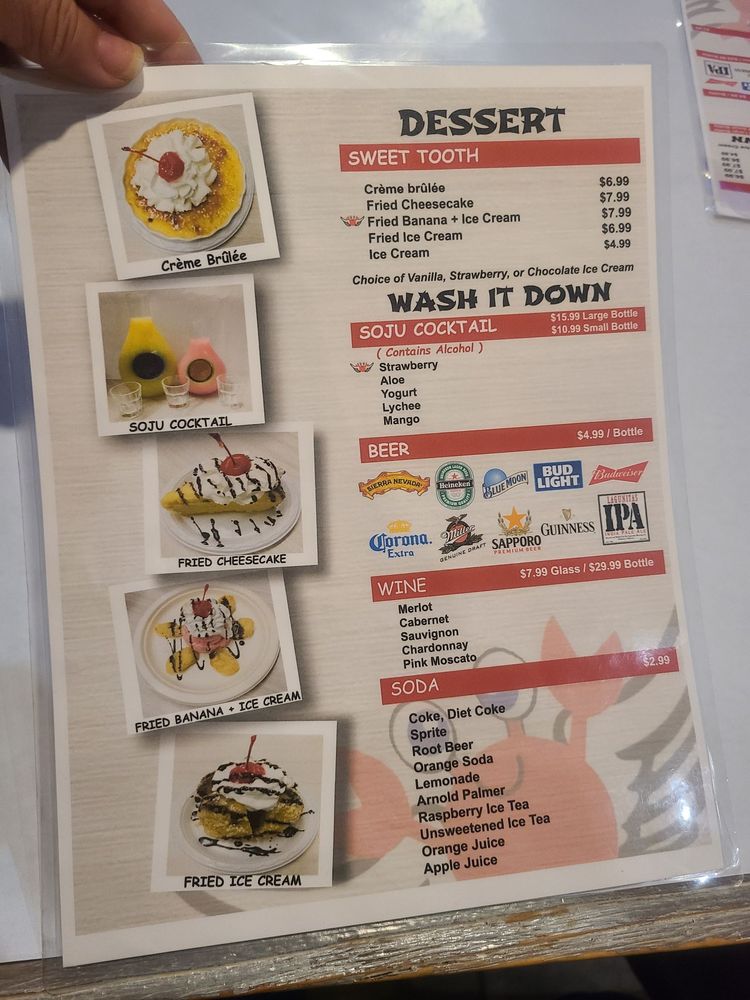 DESSERT
SWEET TOOTH
Crème brûlée $6.99
Fried Cheesecake $7.99
Fried Banana + Ice Cream $7.99
Fried Ice Cream $6.99
Ice Cream $4.99
Choice of Vanilla, Strawberry, or Chocolate Ice Cream
WASH IT DOWN
SOJU COCKTAIL $15.99 Large Bottle
$10.99 Small Bottle
( Contains Alcohol )
Strawberry
Aloe
Yogurt
Lychee
Mango
BEER $4.99 / Bottle
SIERRA NEVADA
Heineken
BLUE MOON
BUD LIGHT
Budweiser
Corona Extra
Miller GENUINE DRAFT
SAPPORO PREMIUM BEER
GUINNESS
LAGUNITAS IPA INDIA PALE ALE
WINE $7.99 Glass / $29.99 Bottle
Merlot
Cabernet
Sauvignon
Chardonnay
Pink Moscato
SODA $2.99
Coke, Diet Coke
Sprite
Root Beer
Orange Soda
Lemonade
Arnold Palmer
Raspberry Ice Tea
Unsweetened Ice Tea
Orange Juice
Apple Juice
Crème Brûlée
SOJU COCKTAIL
FRIED CHEESECAKE
FRIED BANANA + ICE CREAM
FRIED ICE CREAM
IPA